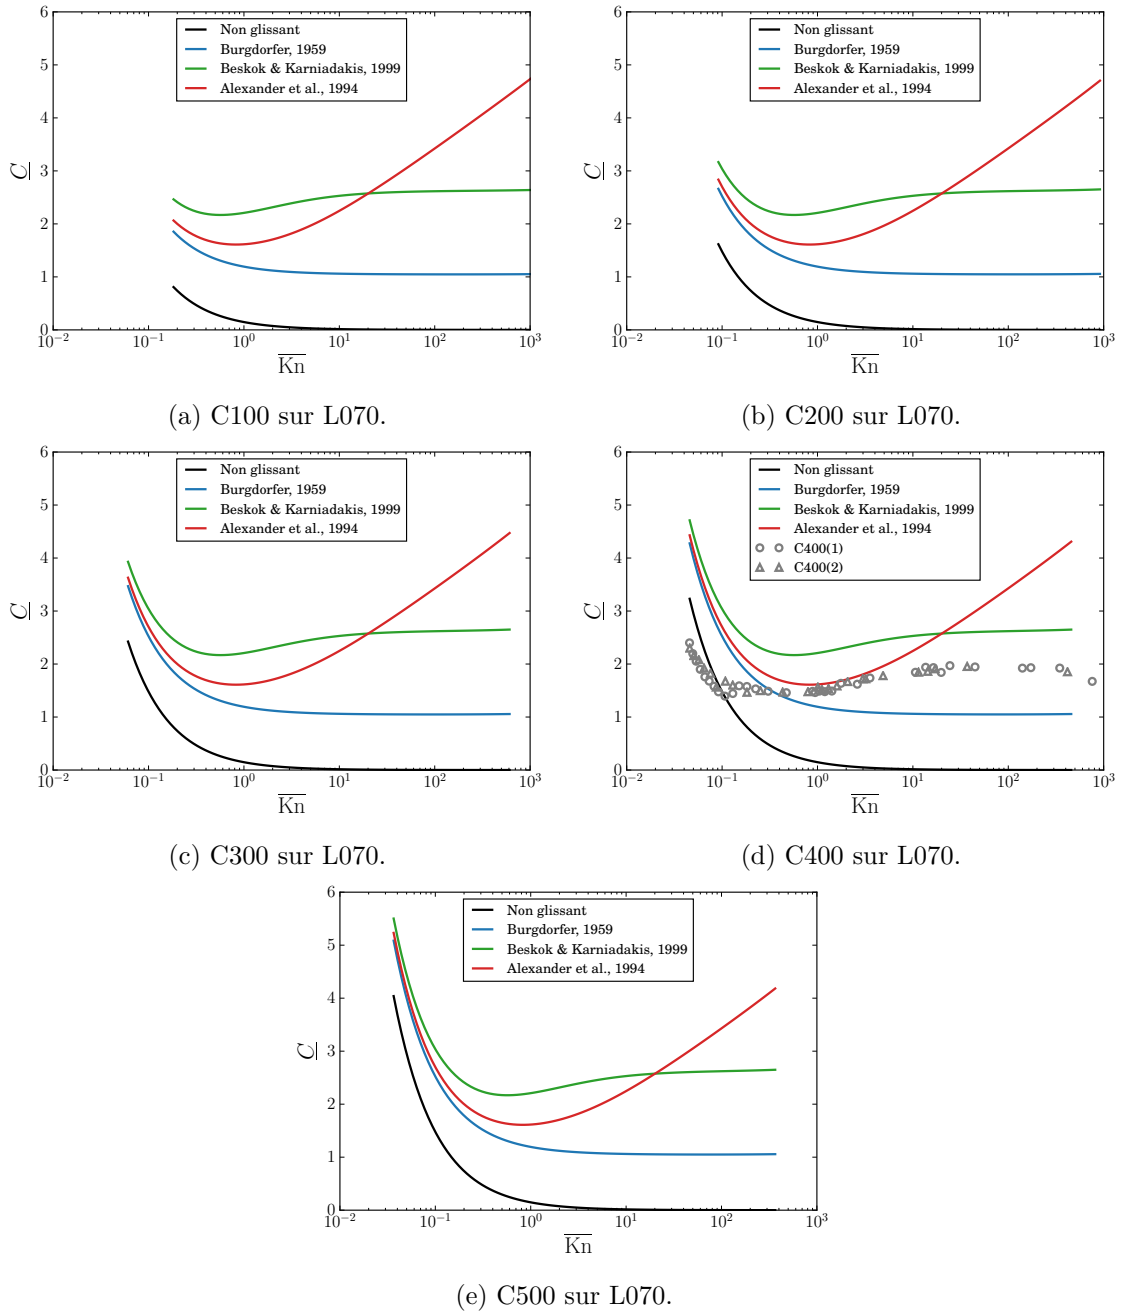 6
5
4
3
2
1
0
C
Non glissant
Burgdorfer, 1959
Beskok & Karniadakis, 1999
Alexander et al., 1994
10⁻² 10⁻¹ 10⁰ 10¹ 10² 10³
Kn
(a) C100 sur L070.
6
5
4
3
2
1
0
C
Non glissant
Burgdorfer, 1959
Beskok & Karniadakis, 1999
Alexander et al., 1994
10⁻² 10⁻¹ 10⁰ 10¹ 10² 10³
Kn
(b) C200 sur L070.
6
5
4
3
2
1
0
C
Non glissant
Burgdorfer, 1959
Beskok & Karniadakis, 1999
Alexander et al., 1994
10⁻² 10⁻¹ 10⁰ 10¹ 10² 10³
Kn
(c) C300 sur L070.
6
5
4
3
2
1
0
C
Non glissant
Burgdorfer, 1959
Beskok & Karniadakis, 1999
Alexander et al., 1994
C400(1)
C400(2)
10⁻² 10⁻¹ 10⁰ 10¹ 10² 10³
Kn
(d) C400 sur L070.
6
5
4
3
2
1
0
C
Non glissant
Burgdorfer, 1959
Beskok & Karniadakis, 1999
Alexander et al., 1994
10⁻² 10⁻¹ 10⁰ 10¹ 10² 10³
Kn
(e) C500 sur L070.